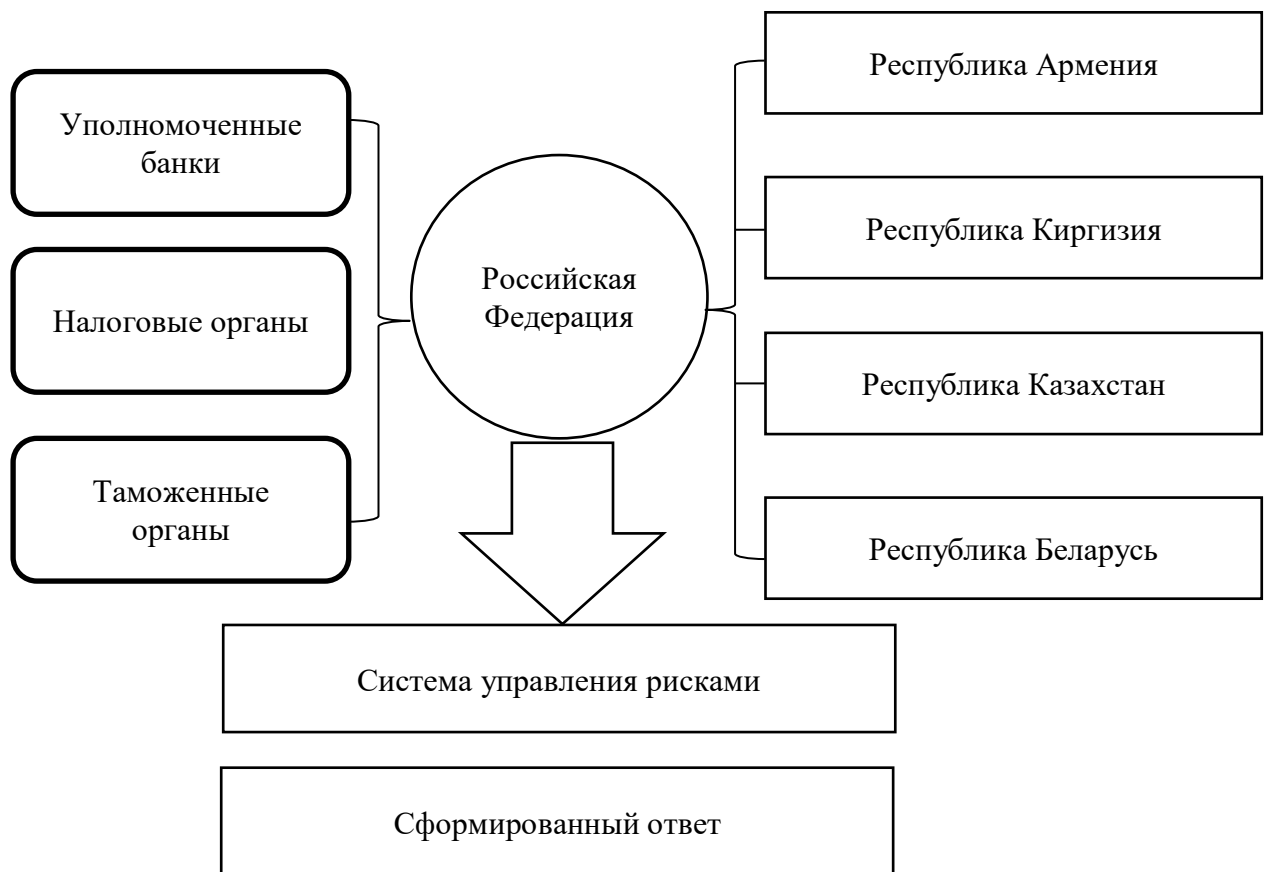 Уполномоченные
банки
Налоговые органы
Таможенные
органы
Российская
Федерация
Республика Армения
Республика Киргизия
Республика Казахстан
Республика Беларусь
Система управления рисками
Сформированный ответ